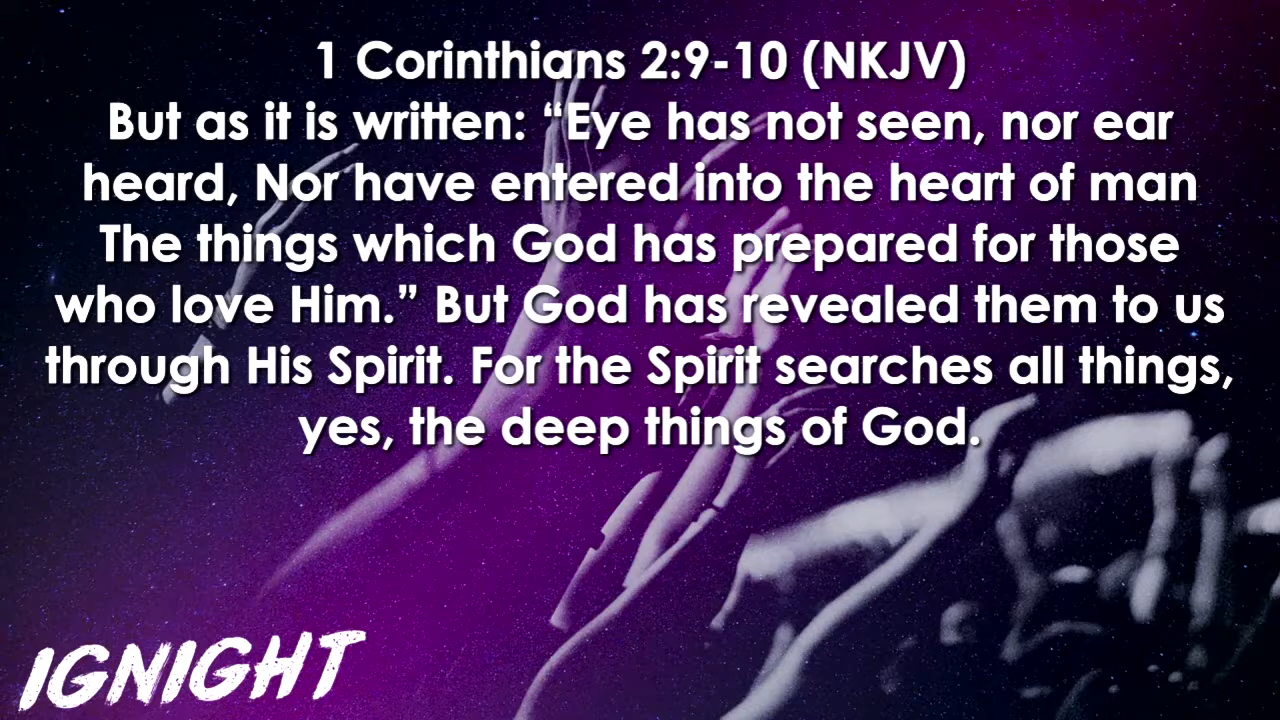 1 Corinthians 2:9-10 (NKJV)
But as it is written: “Eye has not seen, nor ear
heard, Nor have entered into the heart of man
The things which God has prepared for those
who love Him.” But God has revealed them to us
through His Spirit. For the Spirit searches all things,
yes, the deep things of God.
IGNIGHT